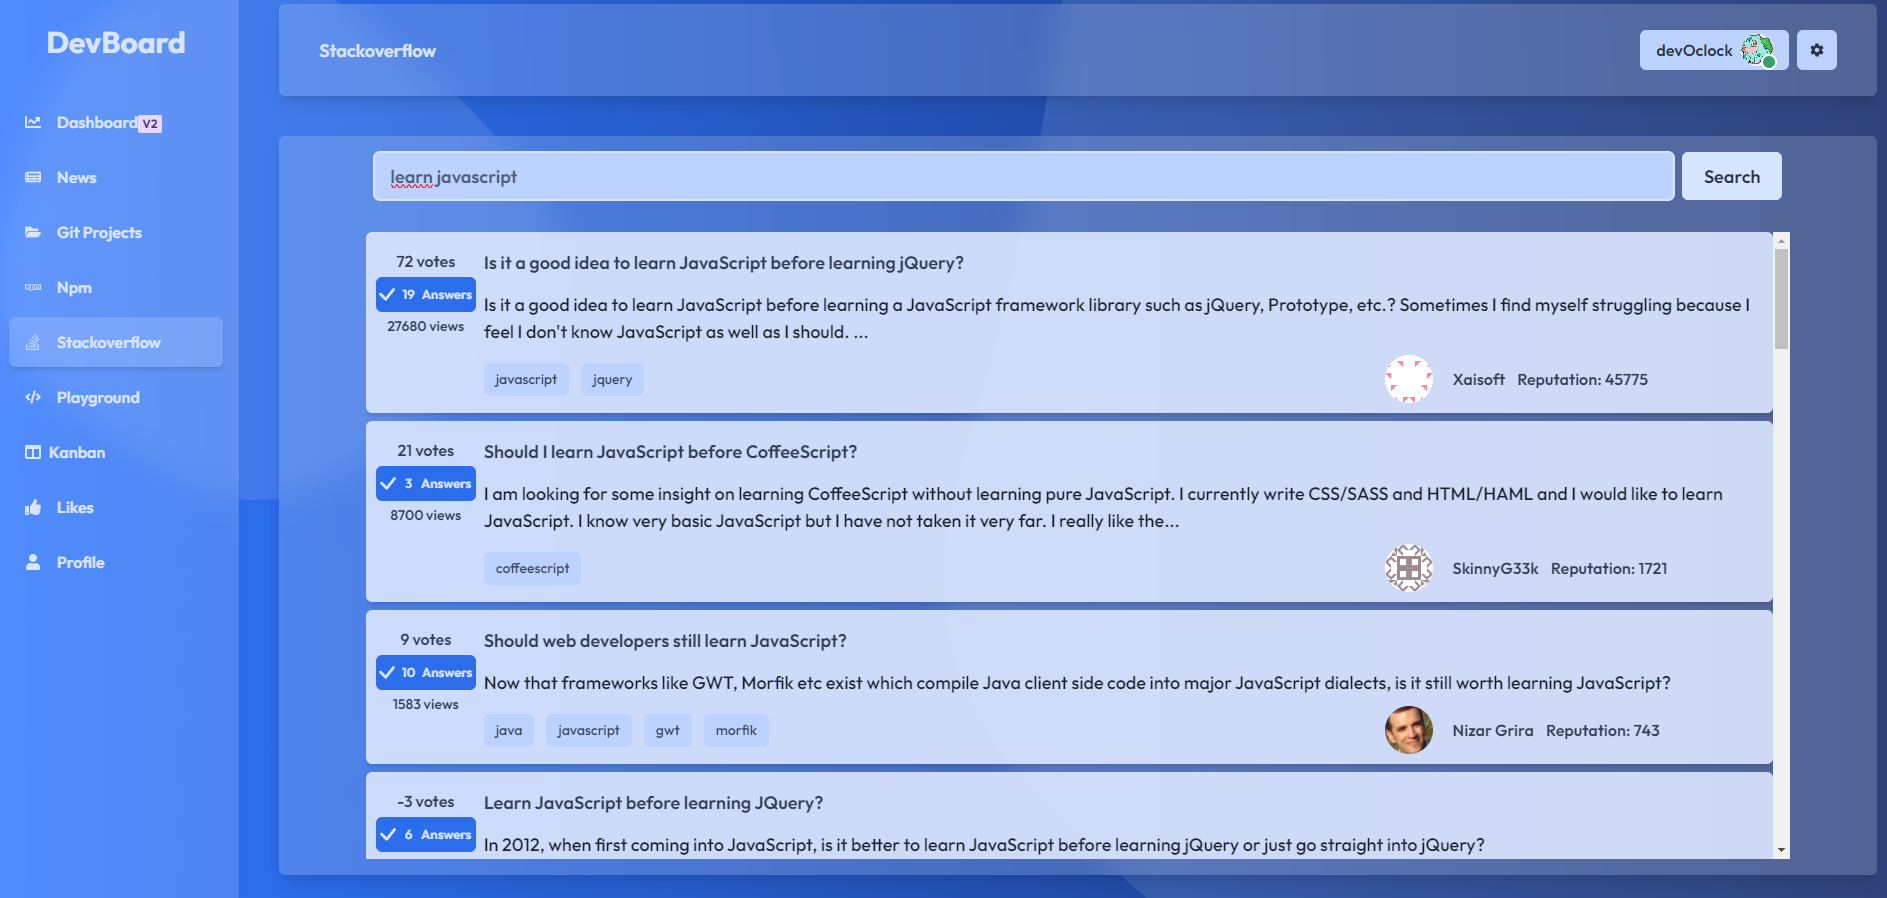 DevBoard
Dashboard V2
News
Git Projects
Npm
Stackoverflow
Playground
Kanban
Likes
Profile
Stackoverflow
devOclock
learn javascript
Search
72 votes
19 Answers
27680 views
Is it a good idea to learn JavaScript before learning jQuery?
Is it a good idea to learn JavaScript before learning a JavaScript framework library such as jQuery, Prototype, etc.? Sometimes I find myself struggling because I
feel I don't know JavaScript as well as I should. ...
javascript jquery
Xaisoft Reputation: 45775
21 votes
3 Answers
8700 views
Should I learn JavaScript before CoffeeScript?
I am looking for some insight on learning CoffeeScript without learning pure JavaScript. I currently write CSS/SASS and HTML/HAML and I would like to learn
JavaScript. I know very basic JavaScript but I have not taken it very far. I really like the...
coffeescript
SkinnyG33k Reputation: 1721
9 votes
10 Answers
1583 views
Should web developers still learn JavaScript?
Now that frameworks like GWT, Morfik etc exist which compile Java client side code into major JavaScript dialects, is it still worth learning JavaScript?
java javascript gwt morfik
Nizar Grira Reputation: 743
-3 votes
6 Answers
Learn JavaScript before learning JQuery?
In 2012, when first coming into JavaScript, is it better to learn JavaScript before learning jQuery or just go straight into jQuery?